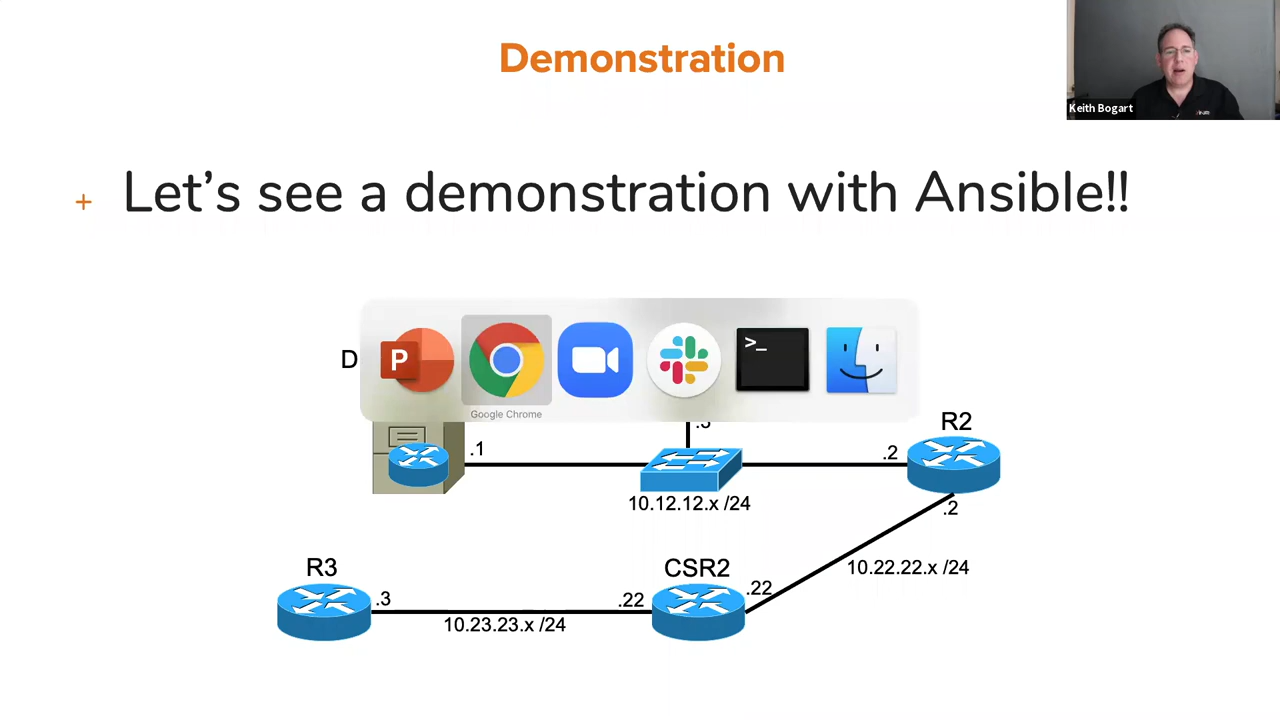 Demonstration
Keith Bogart
+ Let's see a demonstration with Ansible!!
P
>_
D
Google Chrome
.3
R2
.1
.2
10.12.12.x /24
.2
R3
CSR2
10.22.22.x /24
.3
.22
.22
10.23.23.x /24